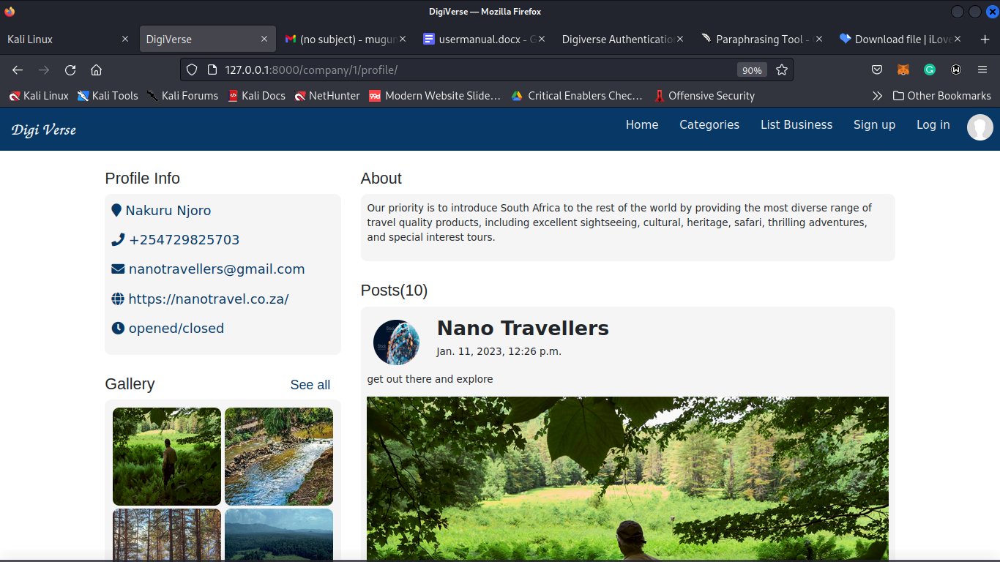 DigiVerse — Mozilla Firefox
Kali Linux
DigiVerse
(no subject) - mugun
usermanual.docx - G
Digiverse Authentication
Paraphrasing Tool -
Download file | iLove
127.0.0.1:8000/company/1/profile/
90%
Kali Linux
Kali Tools
Kali Forums
Kali Docs
NetHunter
Modern Website Slide…
Critical Enablers Chec…
Offensive Security
Other Bookmarks
Digi Verse
Home
Categories
List Business
Sign up
Log in
Profile Info
Nakuru Njoro
+254729825703
nanotravellers@gmail.com
https://nanotravel.co.za/
opened/closed
Gallery
See all
About
Our priority is to introduce South Africa to the rest of the world by providing the most diverse range of
travel quality products, including excellent sightseeing, cultural, heritage, safari, thrilling adventures,
and special interest tours.
Posts(10)
Nano Travellers
Jan. 11, 2023, 12:26 p.m.
get out there and explore